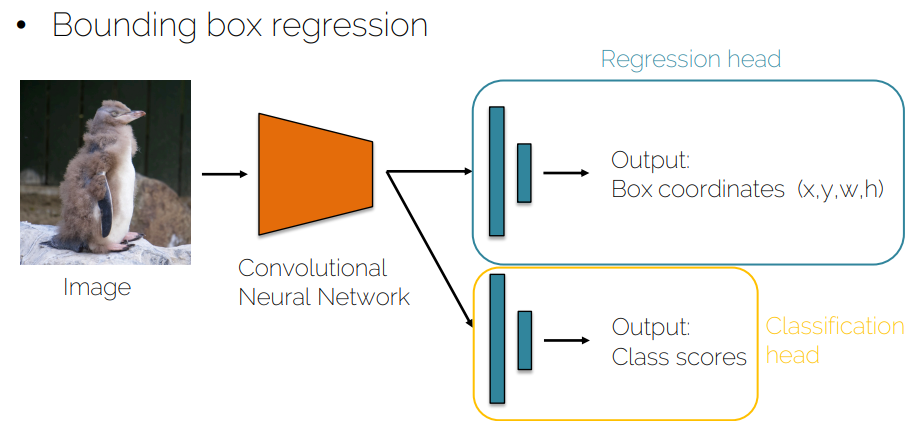 • Bounding box regression
Regression head
Image
Convolutional
Neural Network
Output:
Box coordinates (x,y,w,h)
Output:
Class scores
Classification
head